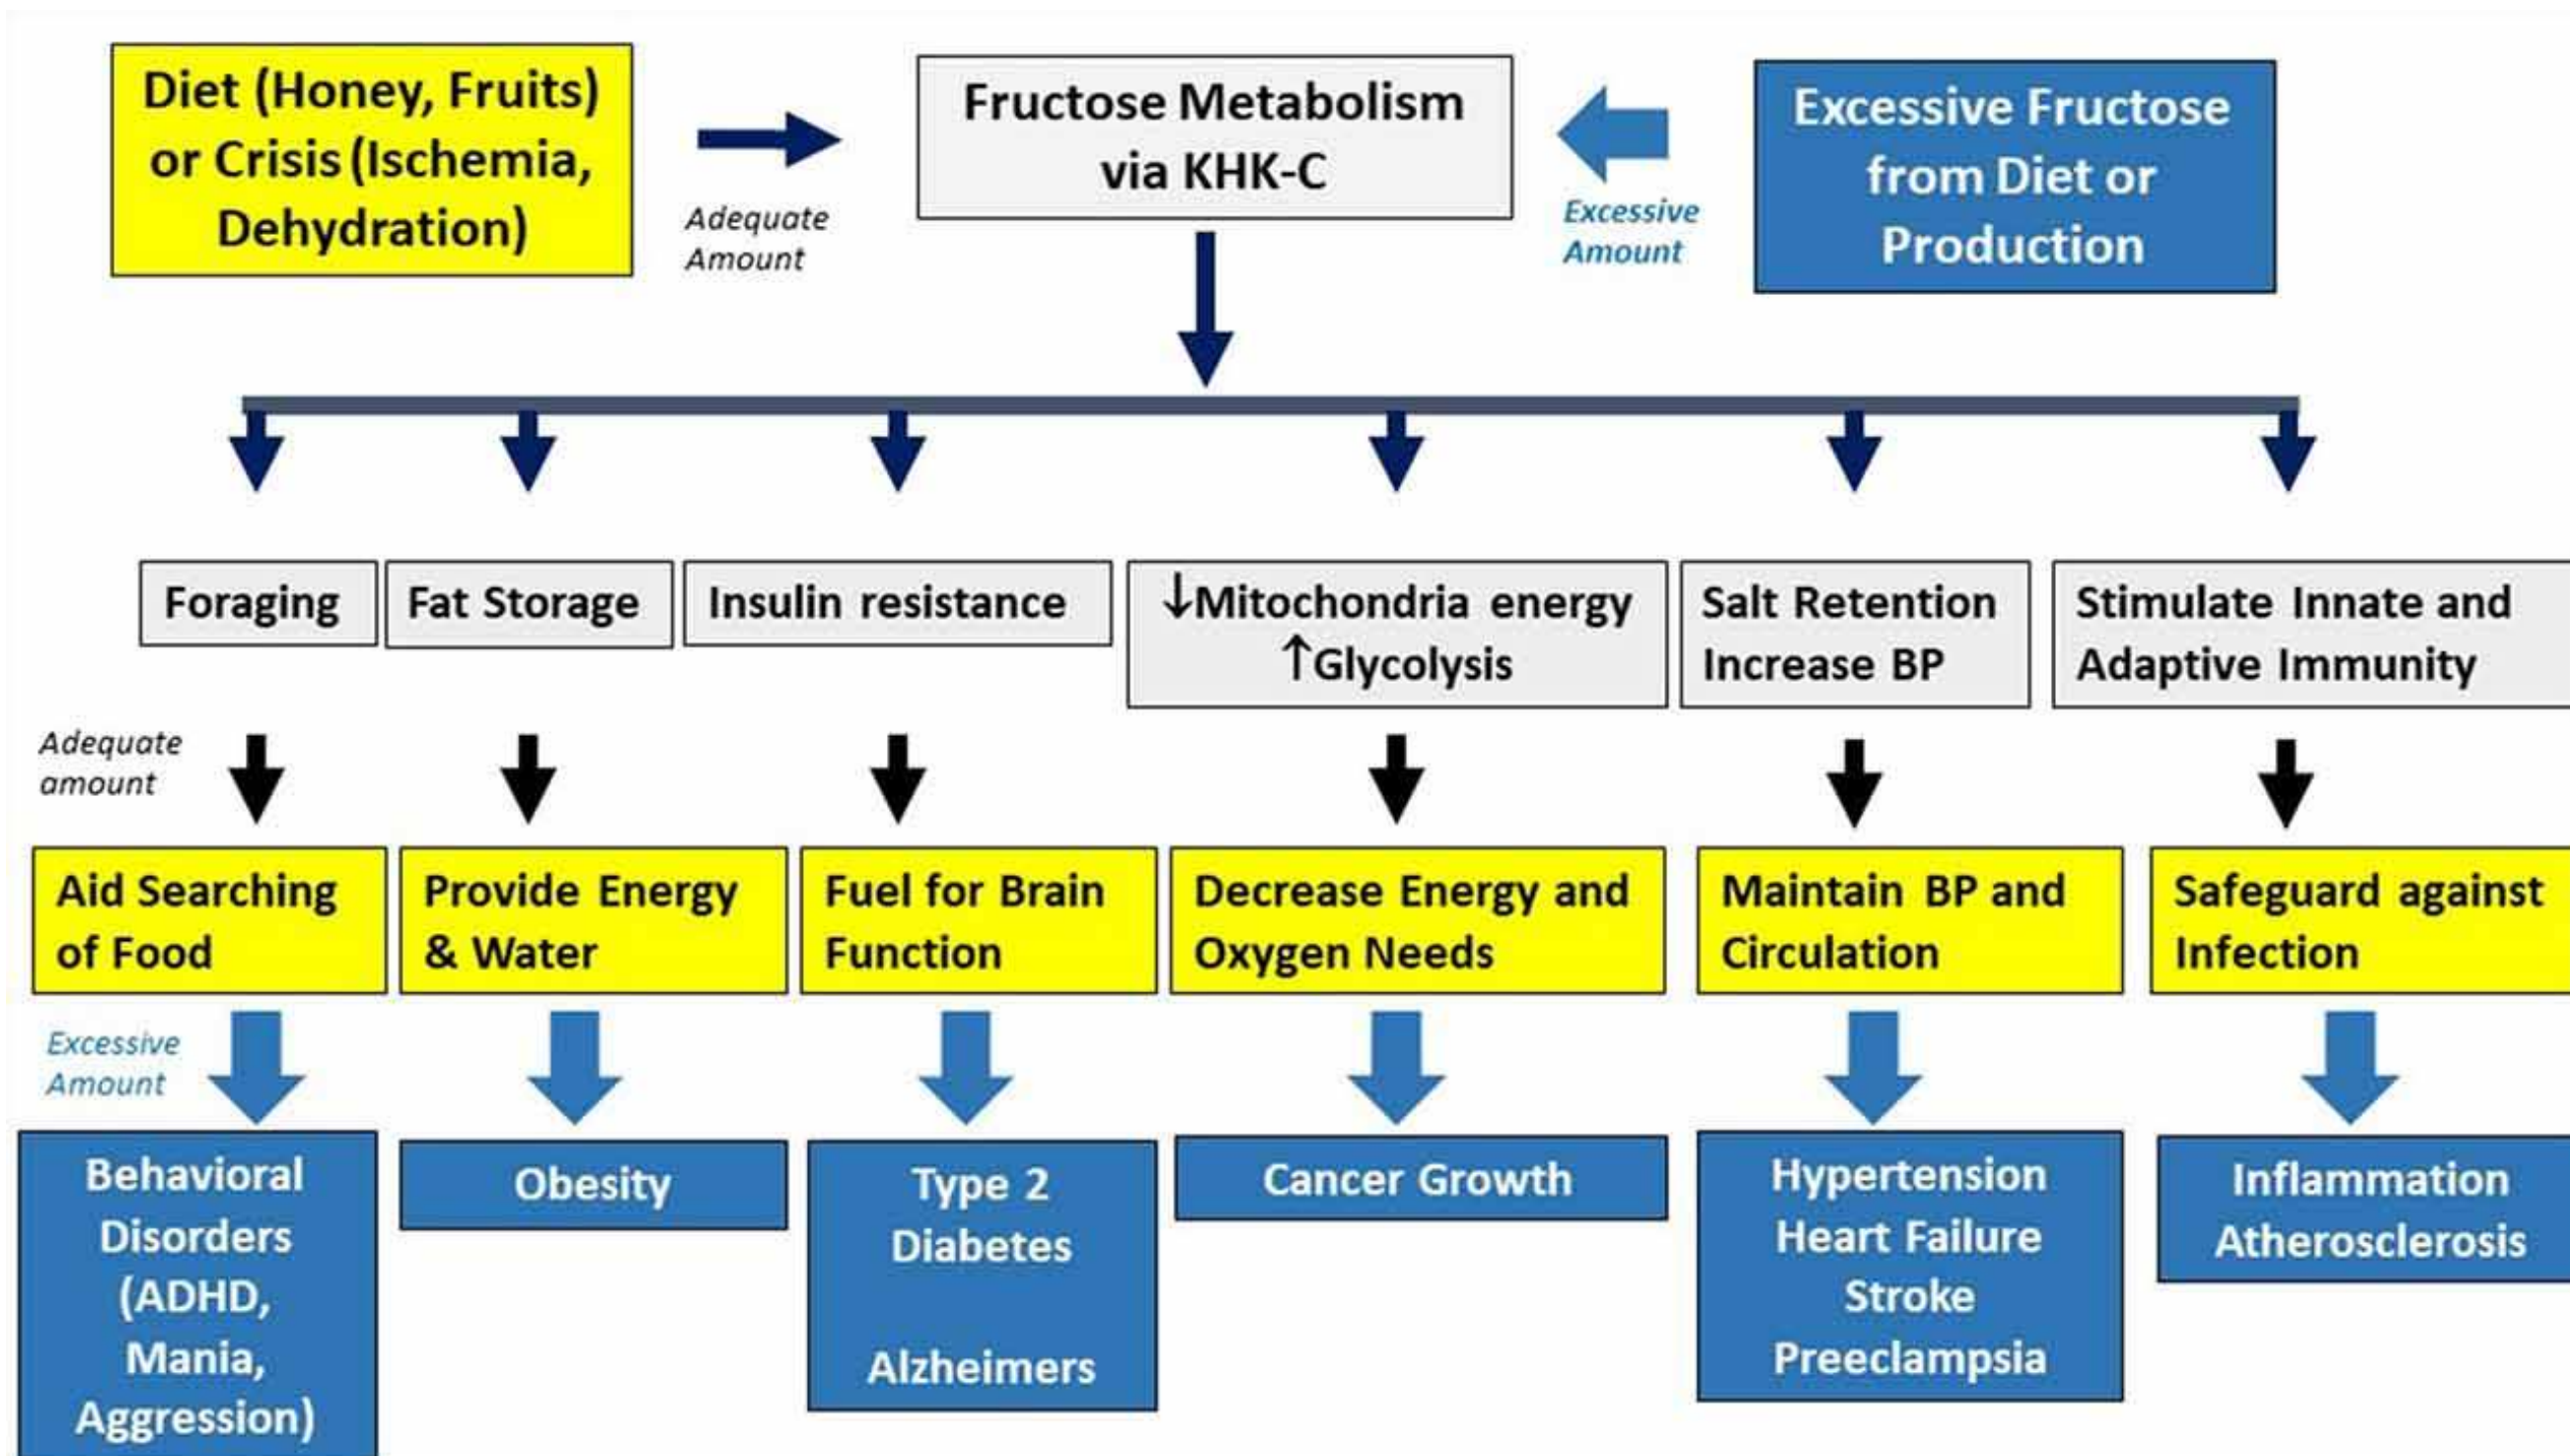 Diet (Honey, Fruits)
or Crisis (Ischemia,
Dehydration)
Adequate
Amount
Fructose Metabolism
via KHK-C
Excessive
Amount
Excessive Fructose
from Diet or
Production
Foraging
Fat Storage
Insulin resistance
↓Mitochondria energy
↑Glycolysis
Salt Retention
Increase BP
Stimulate Innate and
Adaptive Immunity
Adequate
amount
Aid Searching
of Food
Provide Energy
& Water
Fuel for Brain
Function
Decrease Energy and
Oxygen Needs
Maintain BP and
Circulation
Safeguard against
Infection
Excessive
Amount
Behavioral
Disorders
(ADHD,
Mania,
Aggression)
Obesity
Type 2
Diabetes
Alzheimers
Cancer Growth
Hypertension
Heart Failure
Stroke
Preeclampsia
Inflammation
Atherosclerosis